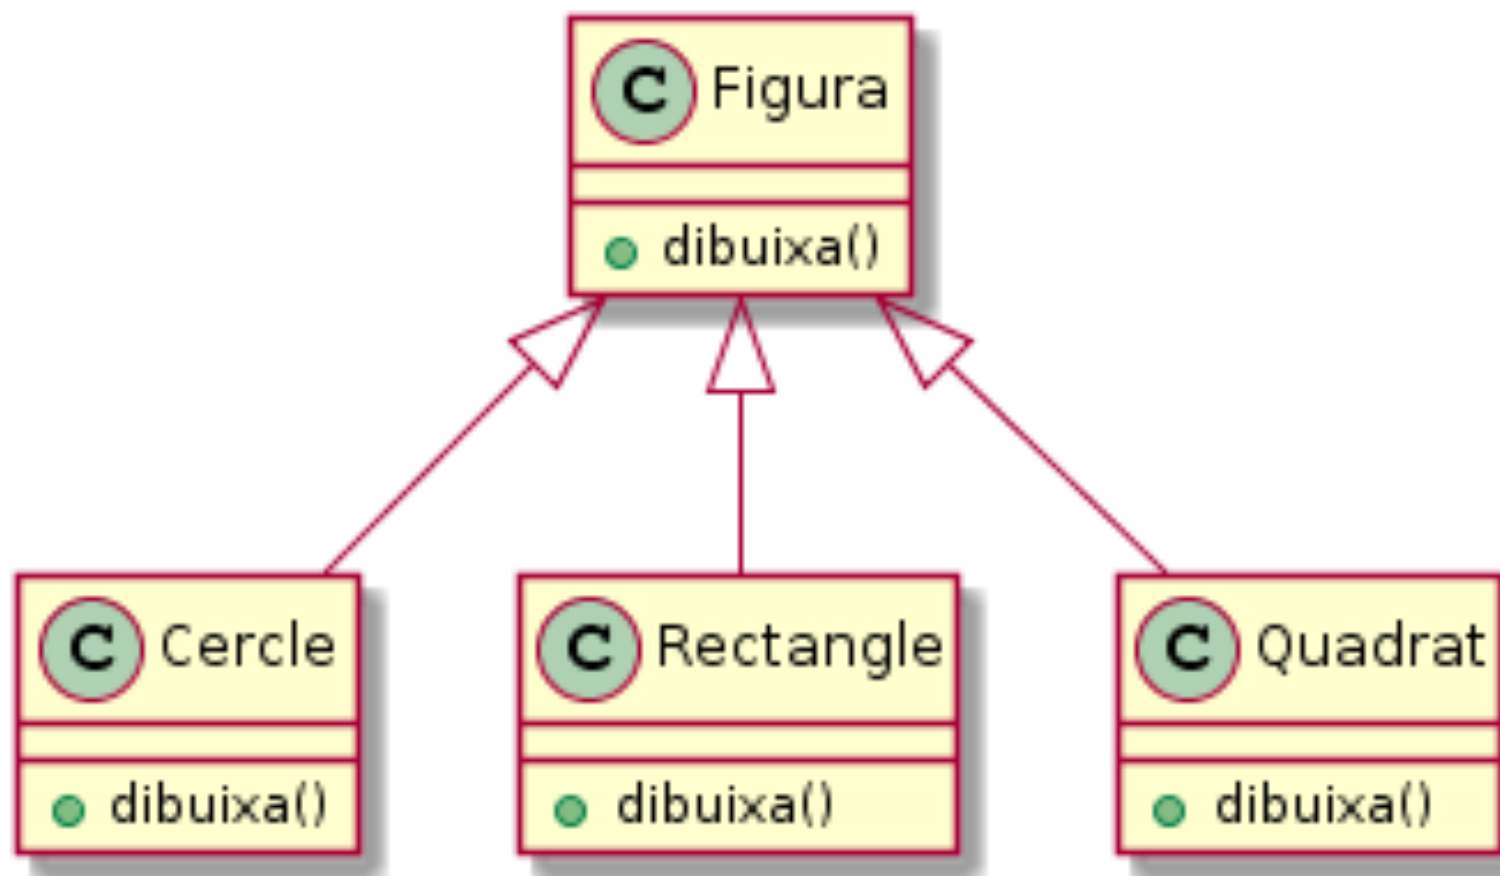 C Figura
dibuixa()
C Cercle
dibuixa()
C Rectangle
dibuixa()
C Quadrat
dibuixa()